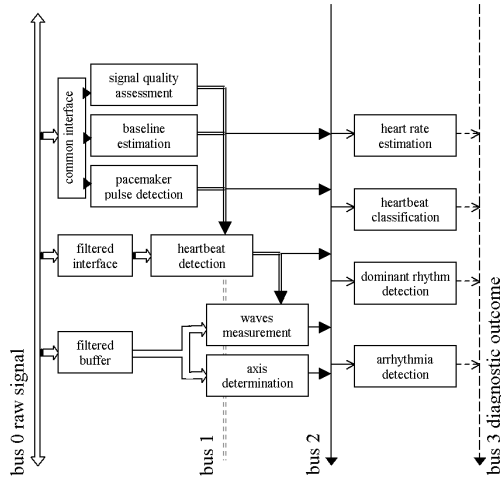 signal quality
assessment
common interface
baseline
estimation
heart rate
estimation
pacemaker
pulse detection
heartbeat
classification
filtered
interface
heartbeat
detection
dominant rhythm
detection
waves
measurement
filtered
buffer
axis
determination
arrhythmia
detection
bus 0 raw signal
bus 1
bus 2
bus 3 diagnostic outcome